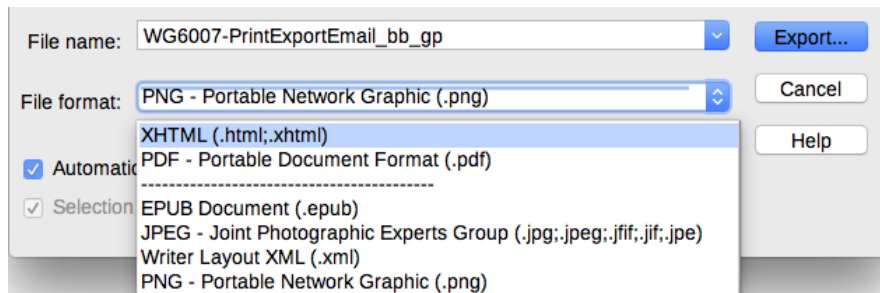 File name: WG6007-PrintExportEmail_bb_gp Export...
File format: PNG - Portable Network Graphic (.png) Cancel
XHTML (.html;.xhtml) Help
PDF - Portable Document Format (.pdf)
Automatic
-----------------------------------------
Selection
EPUB Document (.epub)
JPEG - Joint Photographic Experts Group (.jpg;.jpeg;.jfif;.jif;.jpe)
Writer Layout XML (.xml)
PNG - Portable Network Graphic (.png)